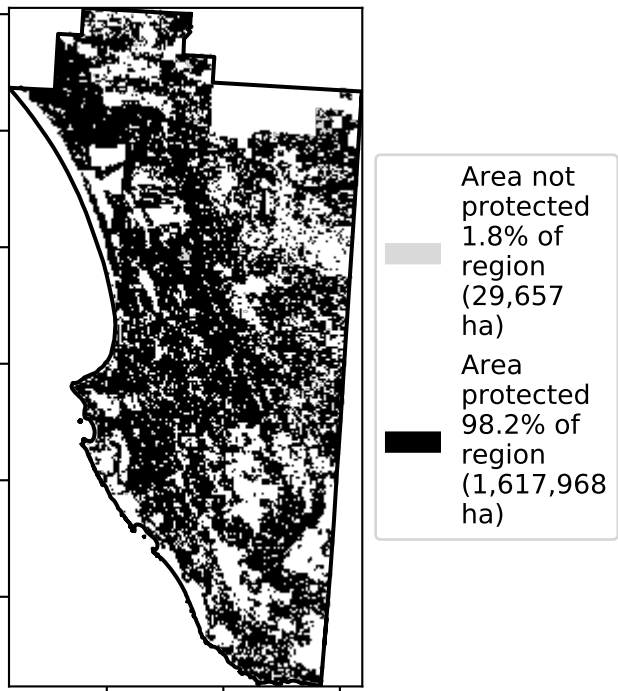 Area not
protected
1.8% of
region
(29,657
ha)
Area
protected
98.2% of
region
(1,617,968
ha)